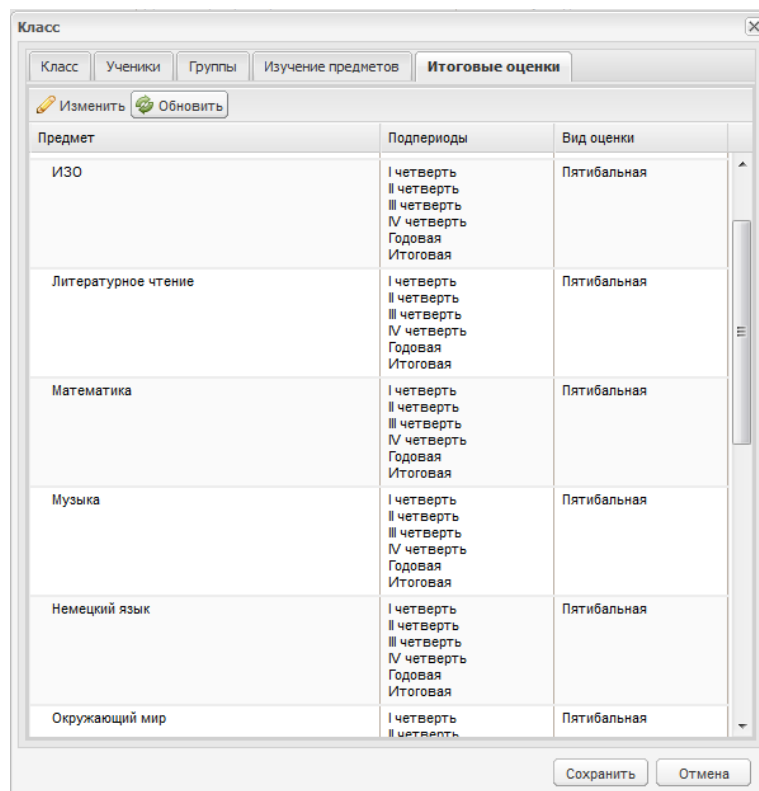 Класс
Класс Ученики Группы Изучение предметов Итоговые оценки
Изменить Обновить
Предмет Подпериоды Вид оценки
ИЗО I четверть Пятибальная
II четверть
III четверть
IV четверть
Годовая
Итоговая
Литературное чтение I четверть Пятибальная
II четверть
III четверть
IV четверть
Годовая
Итоговая
Математика I четверть Пятибальная
II четверть
III четверть
IV четверть
Годовая
Итоговая
Музыка I четверть Пятибальная
II четверть
III четверть
IV четверть
Годовая
Итоговая
Немецкий язык I четверть Пятибальная
II четверть
III четверть
IV четверть
Годовая
Итоговая
Окружающий мир I четверть Пятибальная
II четверть
Сохранить Отмена